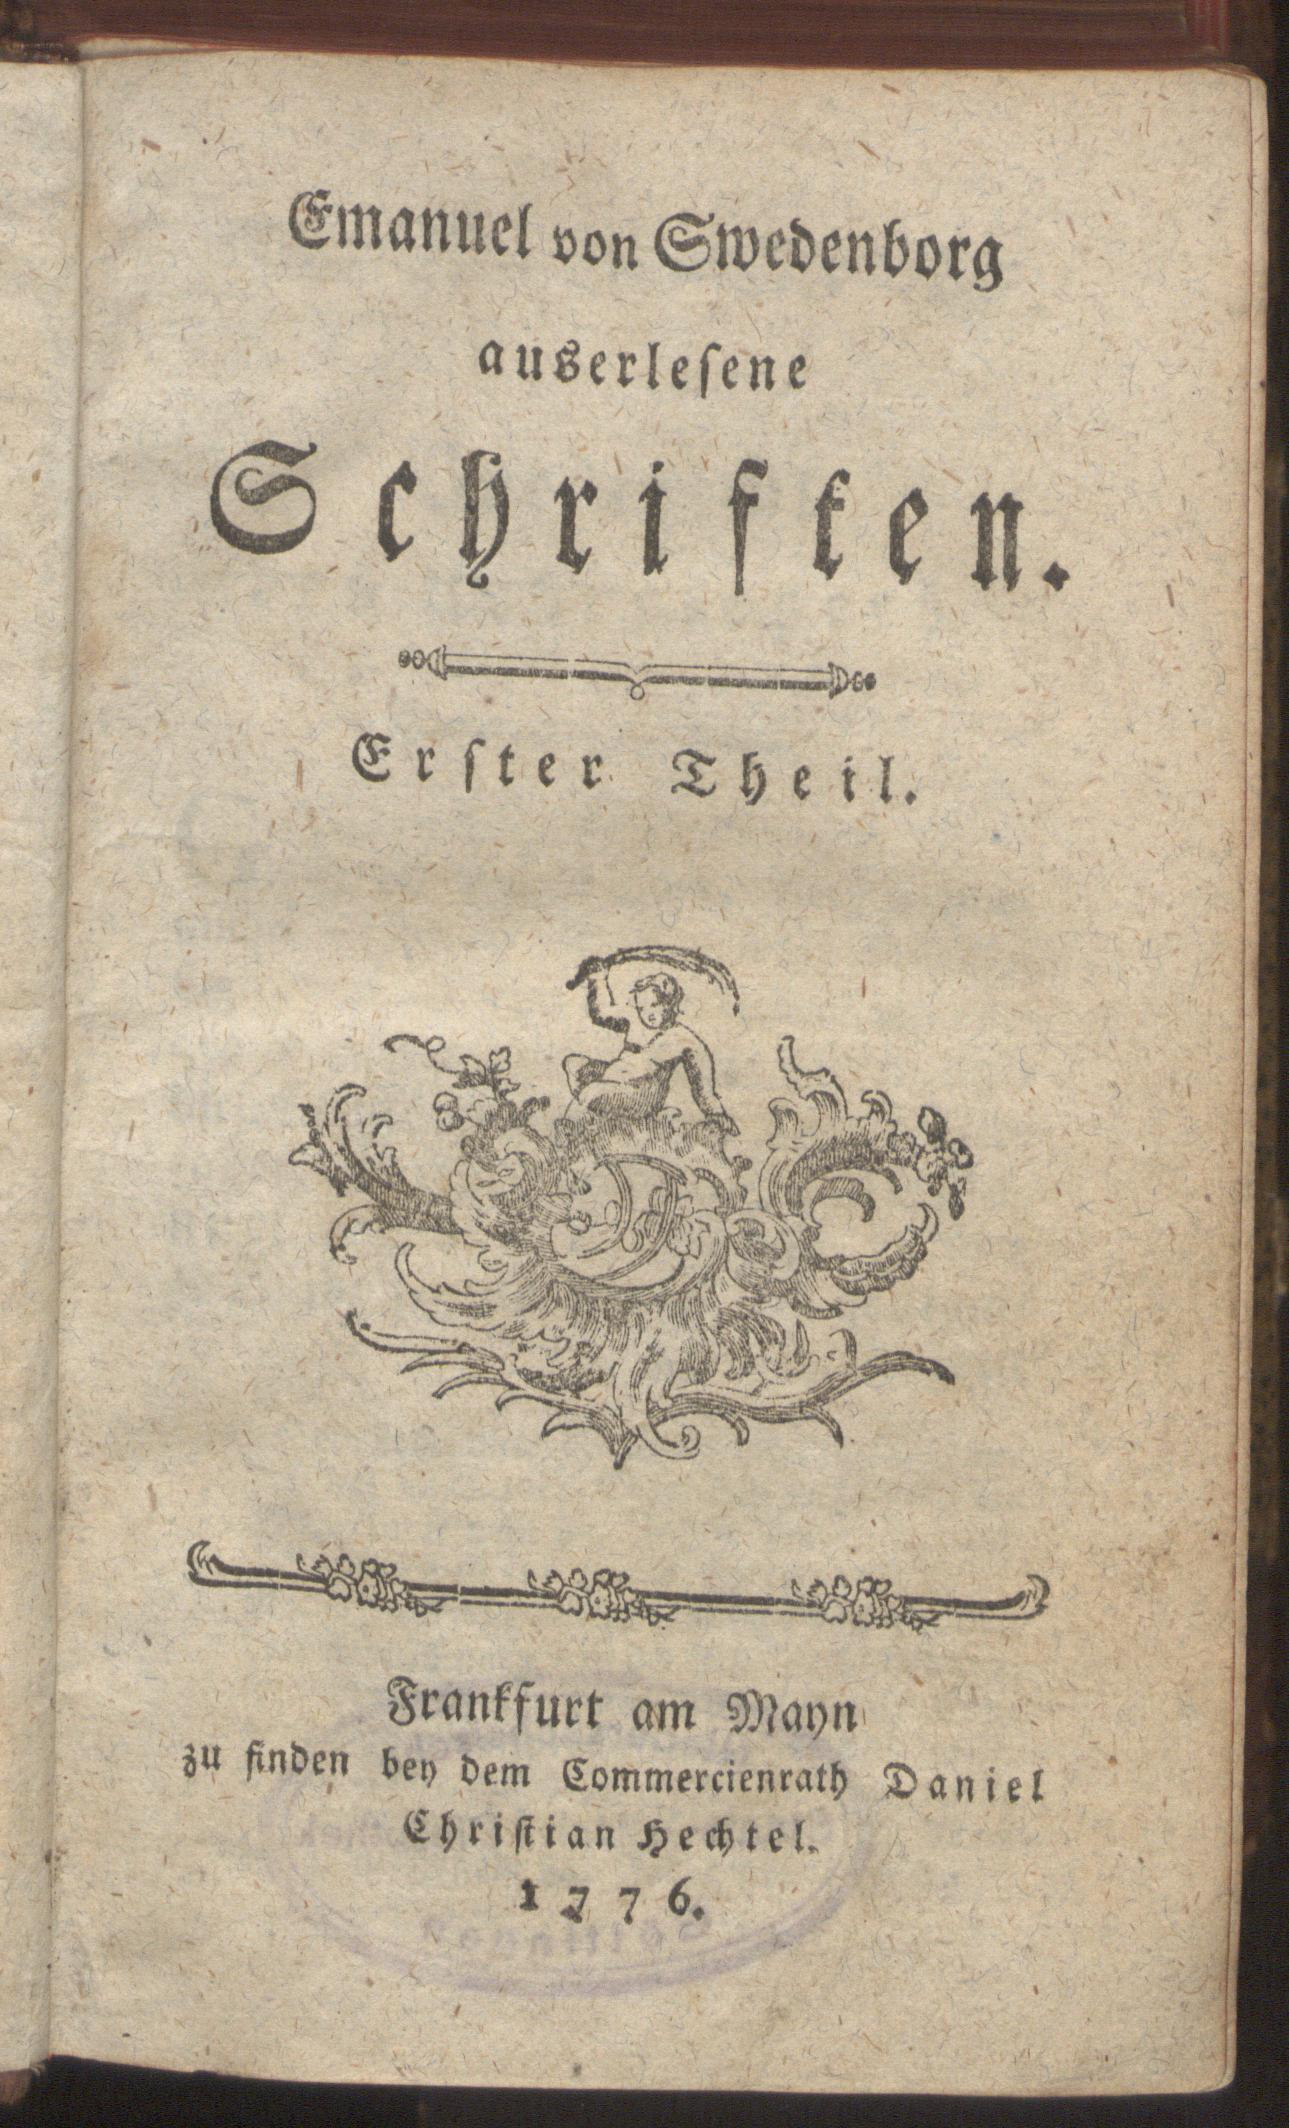 Emanuel von Swedenborg
auserleſene
Schriften.
Erſter Theil.
Frankfurt am Mayn
zu finden bey dem Commercienrath Daniel
Chriſtian Hechtel.
1776.